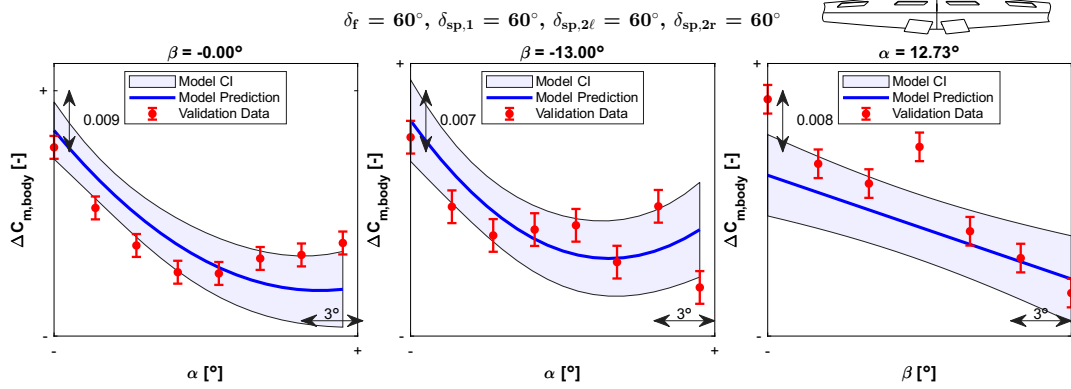 δf = 60°, δsp,1 = 60°, δsp,2ℓ = 60°, δsp,2r = 60°
β = -0.00°
+
Model CI
Model Prediction
Validation Data
0.009
ΔCm,body [-]
3°
-
- +
α [°]
β = -13.00°
+
Model CI
Model Prediction
Validation Data
0.007
ΔCm,body [-]
3°
-
- +
α [°]
α = 12.73°
+
Model CI
Model Prediction
Validation Data
0.008
ΔCm,body [-]
3°
-
- +
β [°]